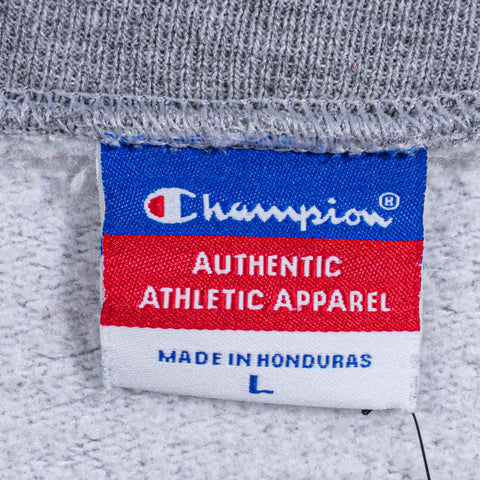 Champion®
AUTHENTIC
ATHLETIC APPAREL
MADE IN HONDURAS
L